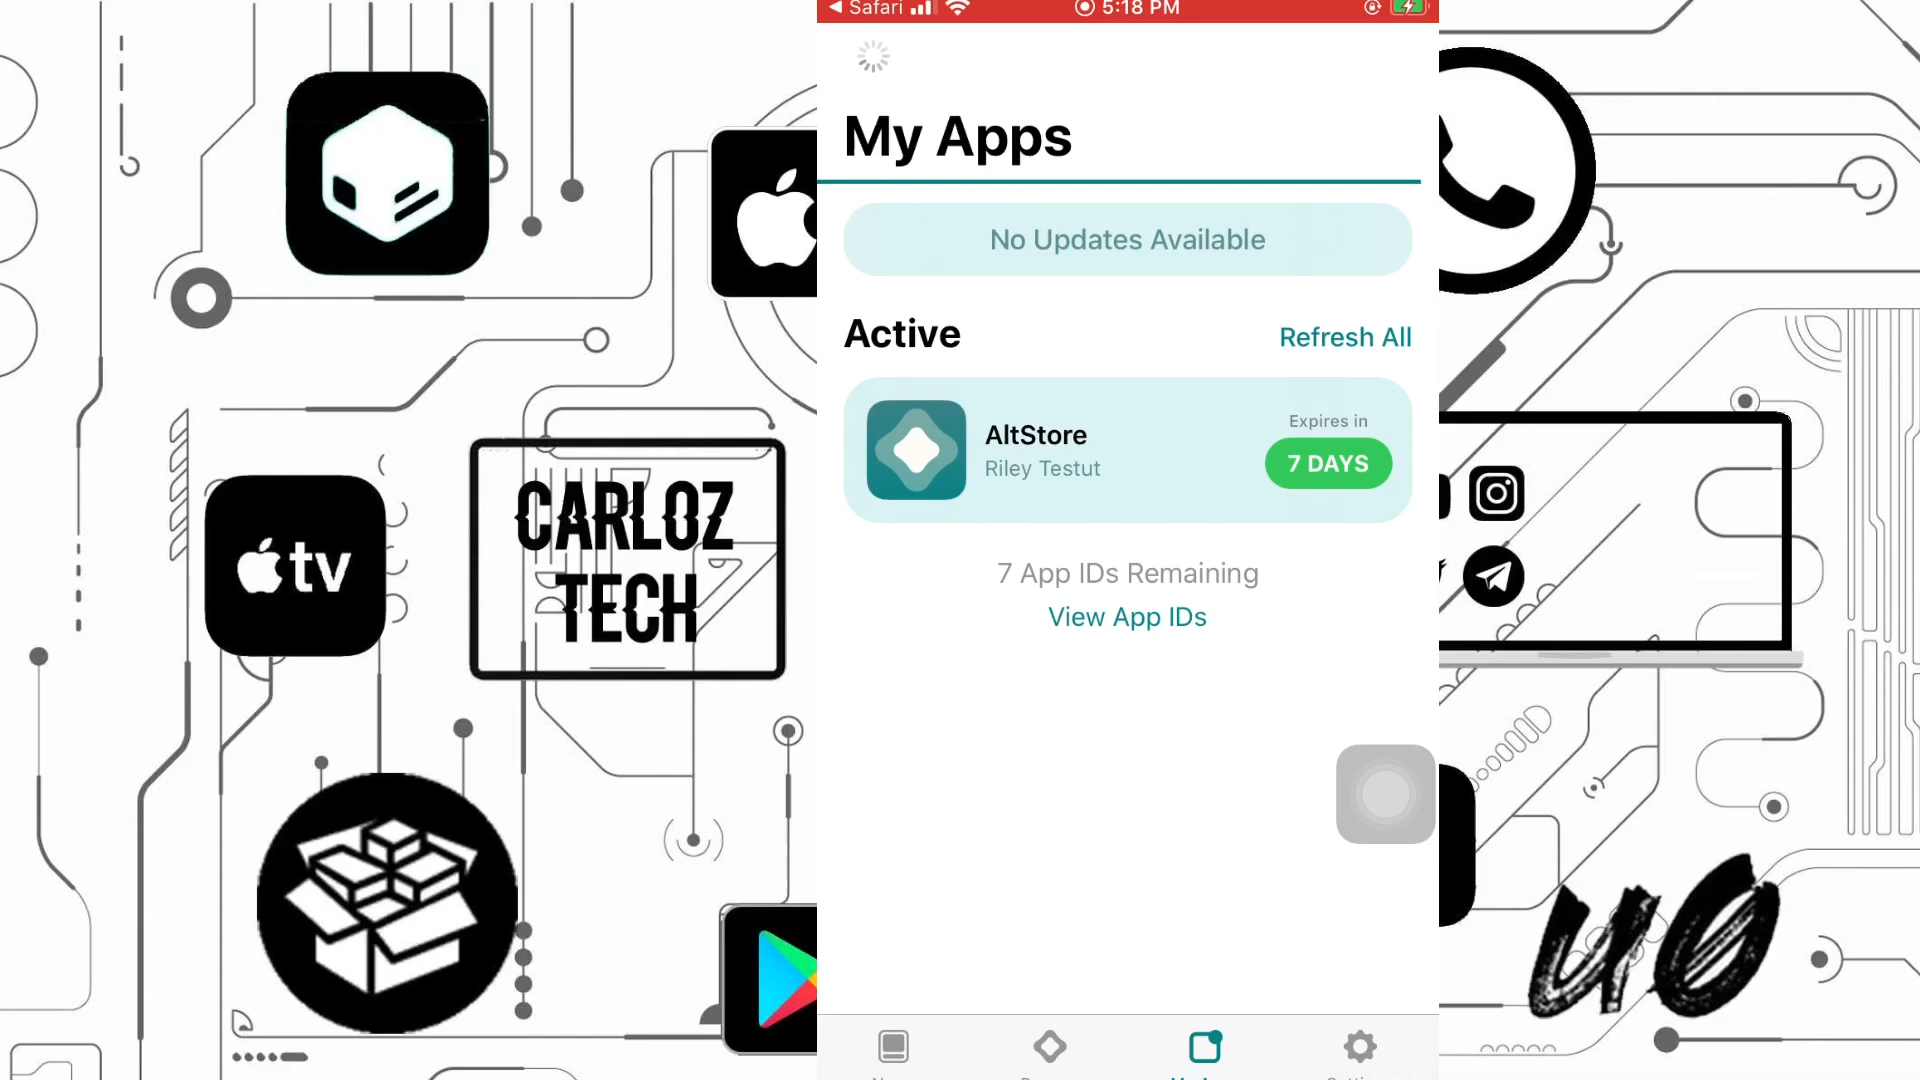 Safari
5:18 PM
My Apps
No Updates Available
Active
Refresh All
AltStore
Riley Testut
Expires in
7 DAYS
7 App IDs Remaining
View App IDs
tv
CARLOZ
TECH